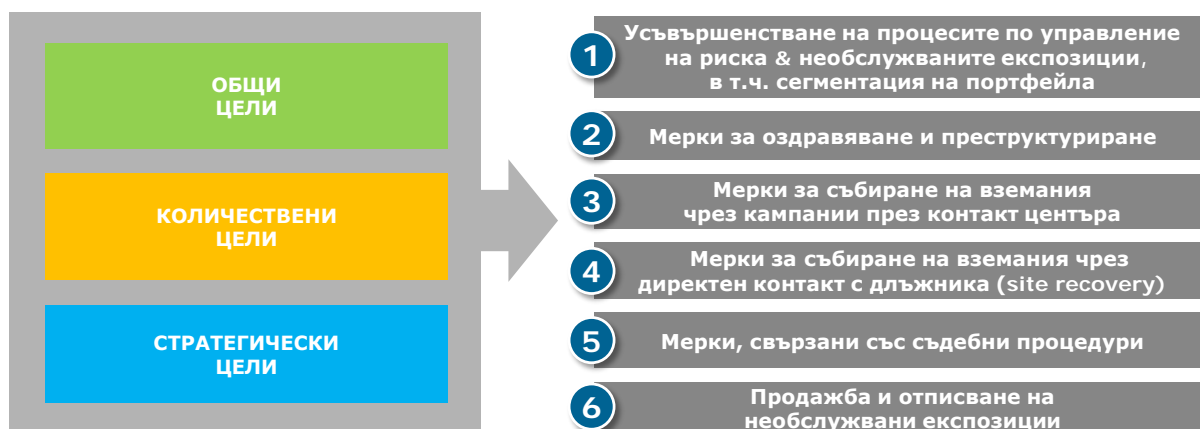 ОБЩИ
ЦЕЛИ
КОЛИЧЕСТВЕНИ
ЦЕЛИ
СТРАТЕГИЧЕСКИ
ЦЕЛИ
1
Усъвършенстване на процесите по управление
на риска & необслужваните експозиции,
в т.ч. сегментация на портфейла
2
Мерки за оздравяване и преструктуриране
3
Мерки за събиране на вземания
чрез кампании през контакт центъра
4
Мерки за събиране на вземания чрез
директен контакт с длъжника (site recovery)
5
Мерки, свързани със съдебни процедури
6
Продажба и отписване на
необслужвани експозиции